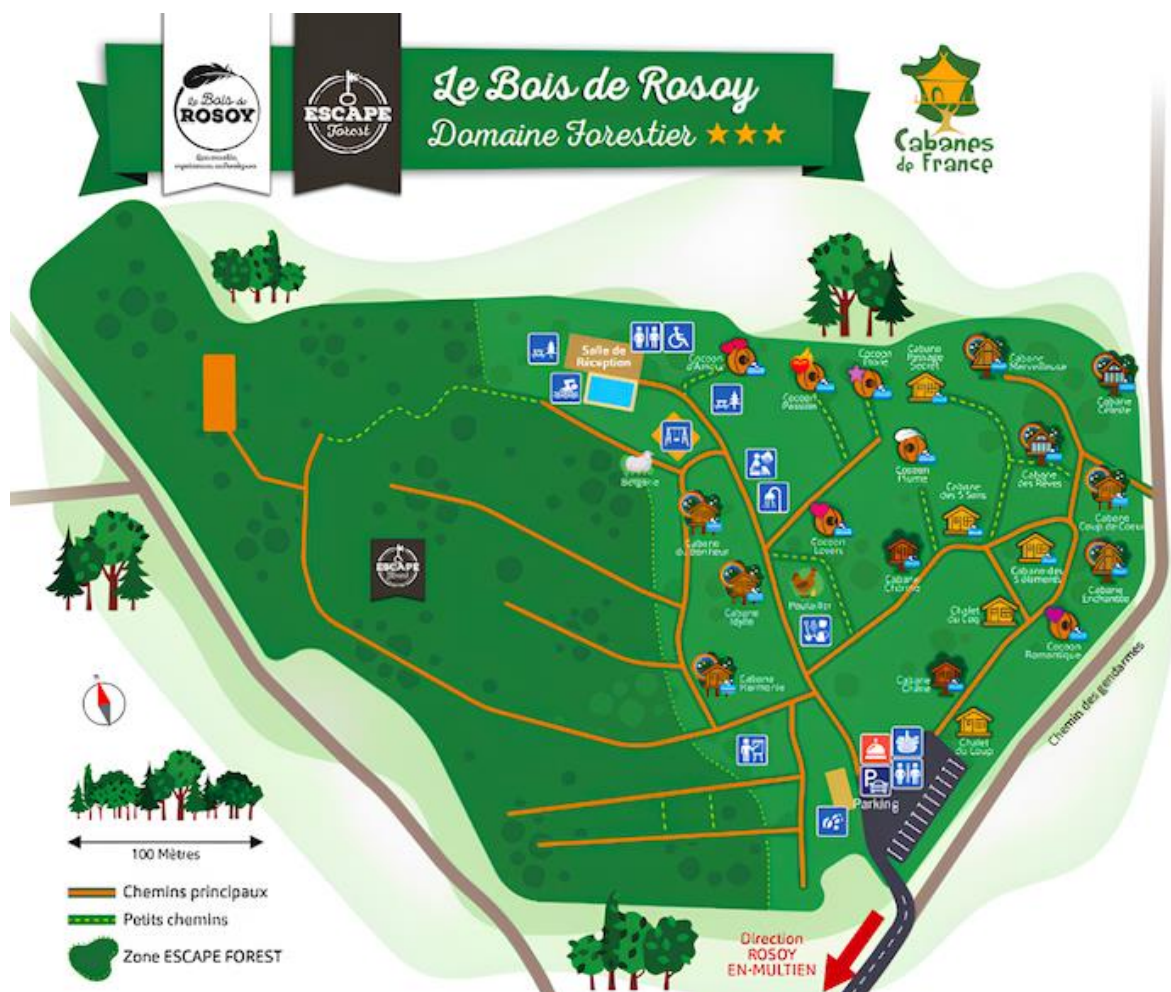 Le Bois de
ROSOY
ESCAPE
Forest
Le Bois de Rosoy
Domaine Forestier
Cabanes
de France
Salle de
Réception
Cocoon
d'Amour
Cocoon
Passion
Cabane
Passage
Secret
Cabane
Merveilleuse
Cabane
Céleste
Bergerie
Cocoon
Plume
Cabane
des Rêves
Cabane
des 5 Sens
Cabane
Coup de Coeur
Cabane
du Bonheur
Cocoon
Lovers
ESCAPE
Forest
Cabane
Charme
Cabane des
5 éléments
Cabane
Enchantée
Cabane
Idylle
Poulailler
Chalet
du Coq
Cocoon
Romantique
Cabane
Harmonie
N
Chalet
du Loup
Chemin des gendarmes
P
Parking
100 Mètres
Chemins principaux
Petits chemins
Zone ESCAPE FOREST
Direction
ROSOY
EN-MULTIEN